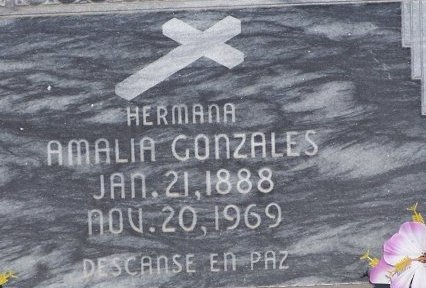 HERMANA
AMALIA GONZALES
JAN. 21, 1888
NOV. 20, 1969
DESCANSE EN PAZ